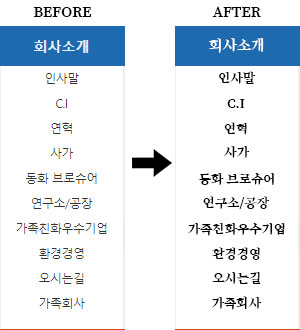 BEFORE
회사소개
인사말
C.I
연혁
사가
동화 브로슈어
연구소/공장
가족친화우수기업
환경경영
오시는길
가족회사
AFTER
회사소개
인사말
C.I
연혁
사가
동화 브로슈어
연구소/공장
가족친화우수기업
환경경영
오시는길
가족회사